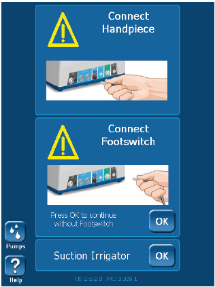 Connect
Handpiece
Connect
Footswitch
Press OK to continue
without Footswitch
OK
Pumps
Suction Irrigator
OK
Help